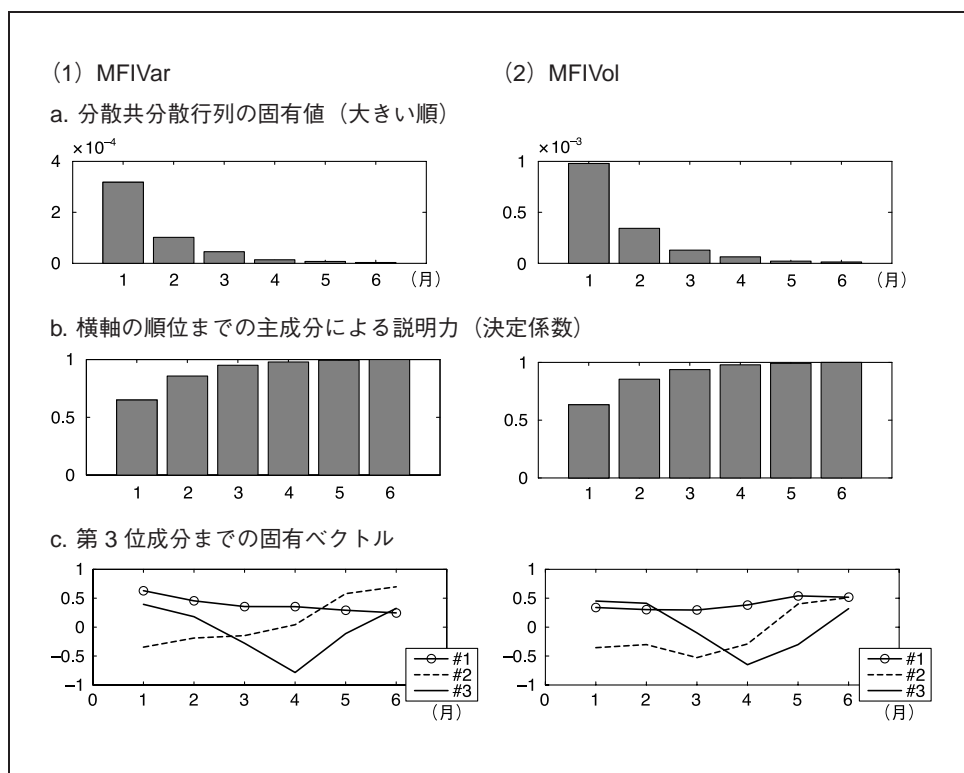 (1) MFIVar
(2) MFIVol
a. 分散共分散行列の固有値（大きい順）
×10⁻⁴
4
2
0
1 2 3 4 5 6 （月）
×10⁻³
1
0.5
0
1 2 3 4 5 6 （月）
b. 横軸の順位までの主成分による説明力（決定係数）
1
0.5
0
1 2 3 4 5 6
1
0.5
0
1 2 3 4 5 6
c. 第3位成分までの固有ベクトル
1
0.5
0
−0.5
−1
0 1 2 3 4 5 6
（月）
#1
#2
#3
1
0.5
0
−0.5
−1
0 1 2 3 4 5 6
（月）
#1
#2
#3